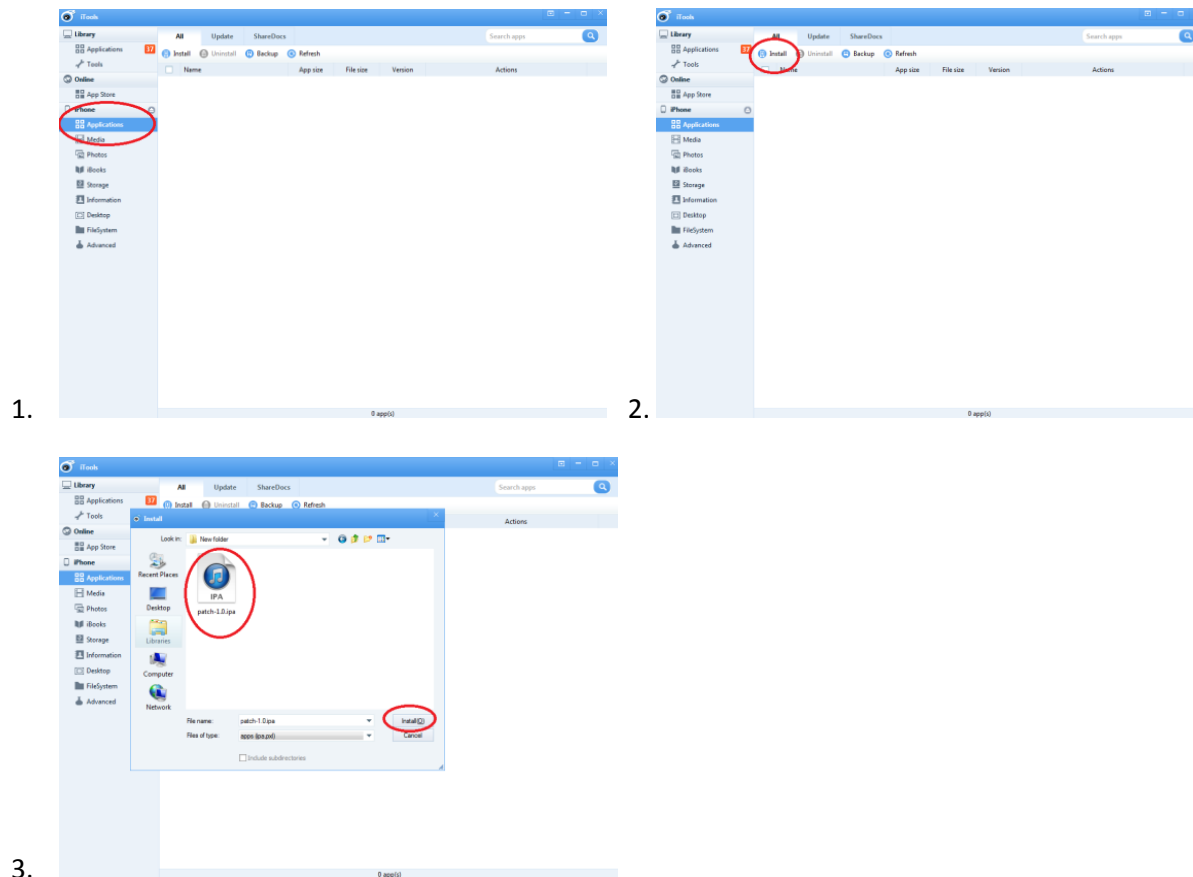 iTools
Library
Applications 37
Tools
Online
App Store
iPhone
Applications
Media
Photos
iBooks
Storage
Information
Desktop
FileSystem
Advanced
All Update ShareDocs
Search apps
Install Uninstall Backup Refresh
Name App size File size Version Actions
0 app(s)
1.
iTools
Library
Applications 37
Tools
Online
App Store
iPhone
Applications
Media
Photos
iBooks
Storage
Information
Desktop
FileSystem
Advanced
All Update ShareDocs
Search apps
Install Uninstall Backup Refresh
Name App size File size Version Actions
0 app(s)
2.
iTools
Library
Applications 37
Tools
Online
App Store
iPhone
Applications
Media
Photos
iBooks
Storage
Information
Desktop
FileSystem
Advanced
All Update ShareDocs
Search apps
Install Uninstall Backup Refresh
Actions
Install
Look in: New folder
Recent Places
Desktop
Libraries
Computer
Network
IPA
patch-1.0.ipa
File name: patch-1.0.ipa
Install(O)
Files of type: apps (ipa,pxl)
Cancel
Include subdirectories
0 app(s)
3.